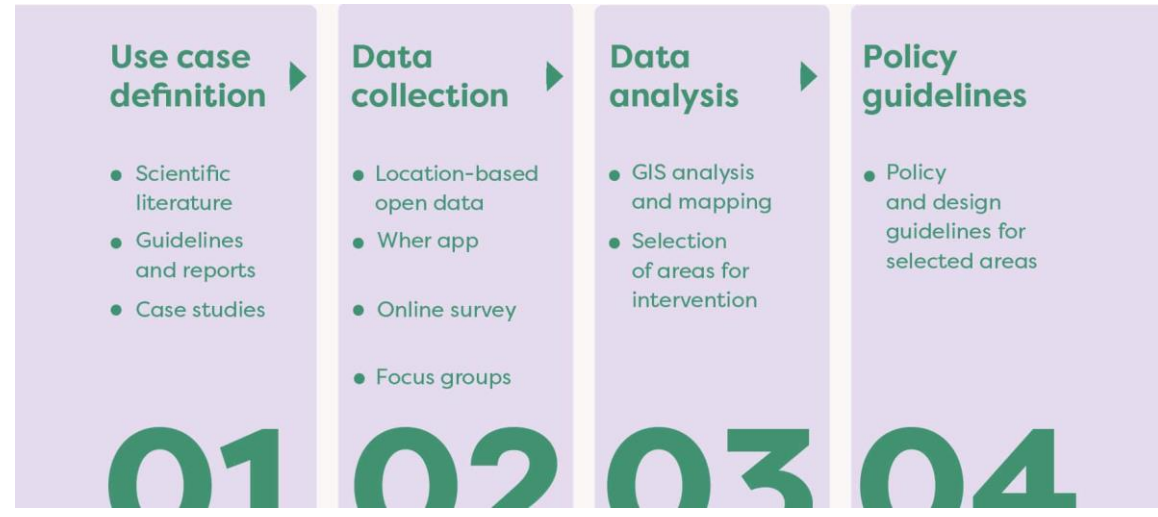 Use case
definition
Scientific
literature
Guidelines
and reports
Case studies
01
Data
collection
Location-based
open data
Wher app
Online survey
Focus groups
02
Data
analysis
GIS analysis
and mapping
Selection
of areas for
intervention
03
Policy
guidelines
Policy
and design
guidelines for
selected areas
04